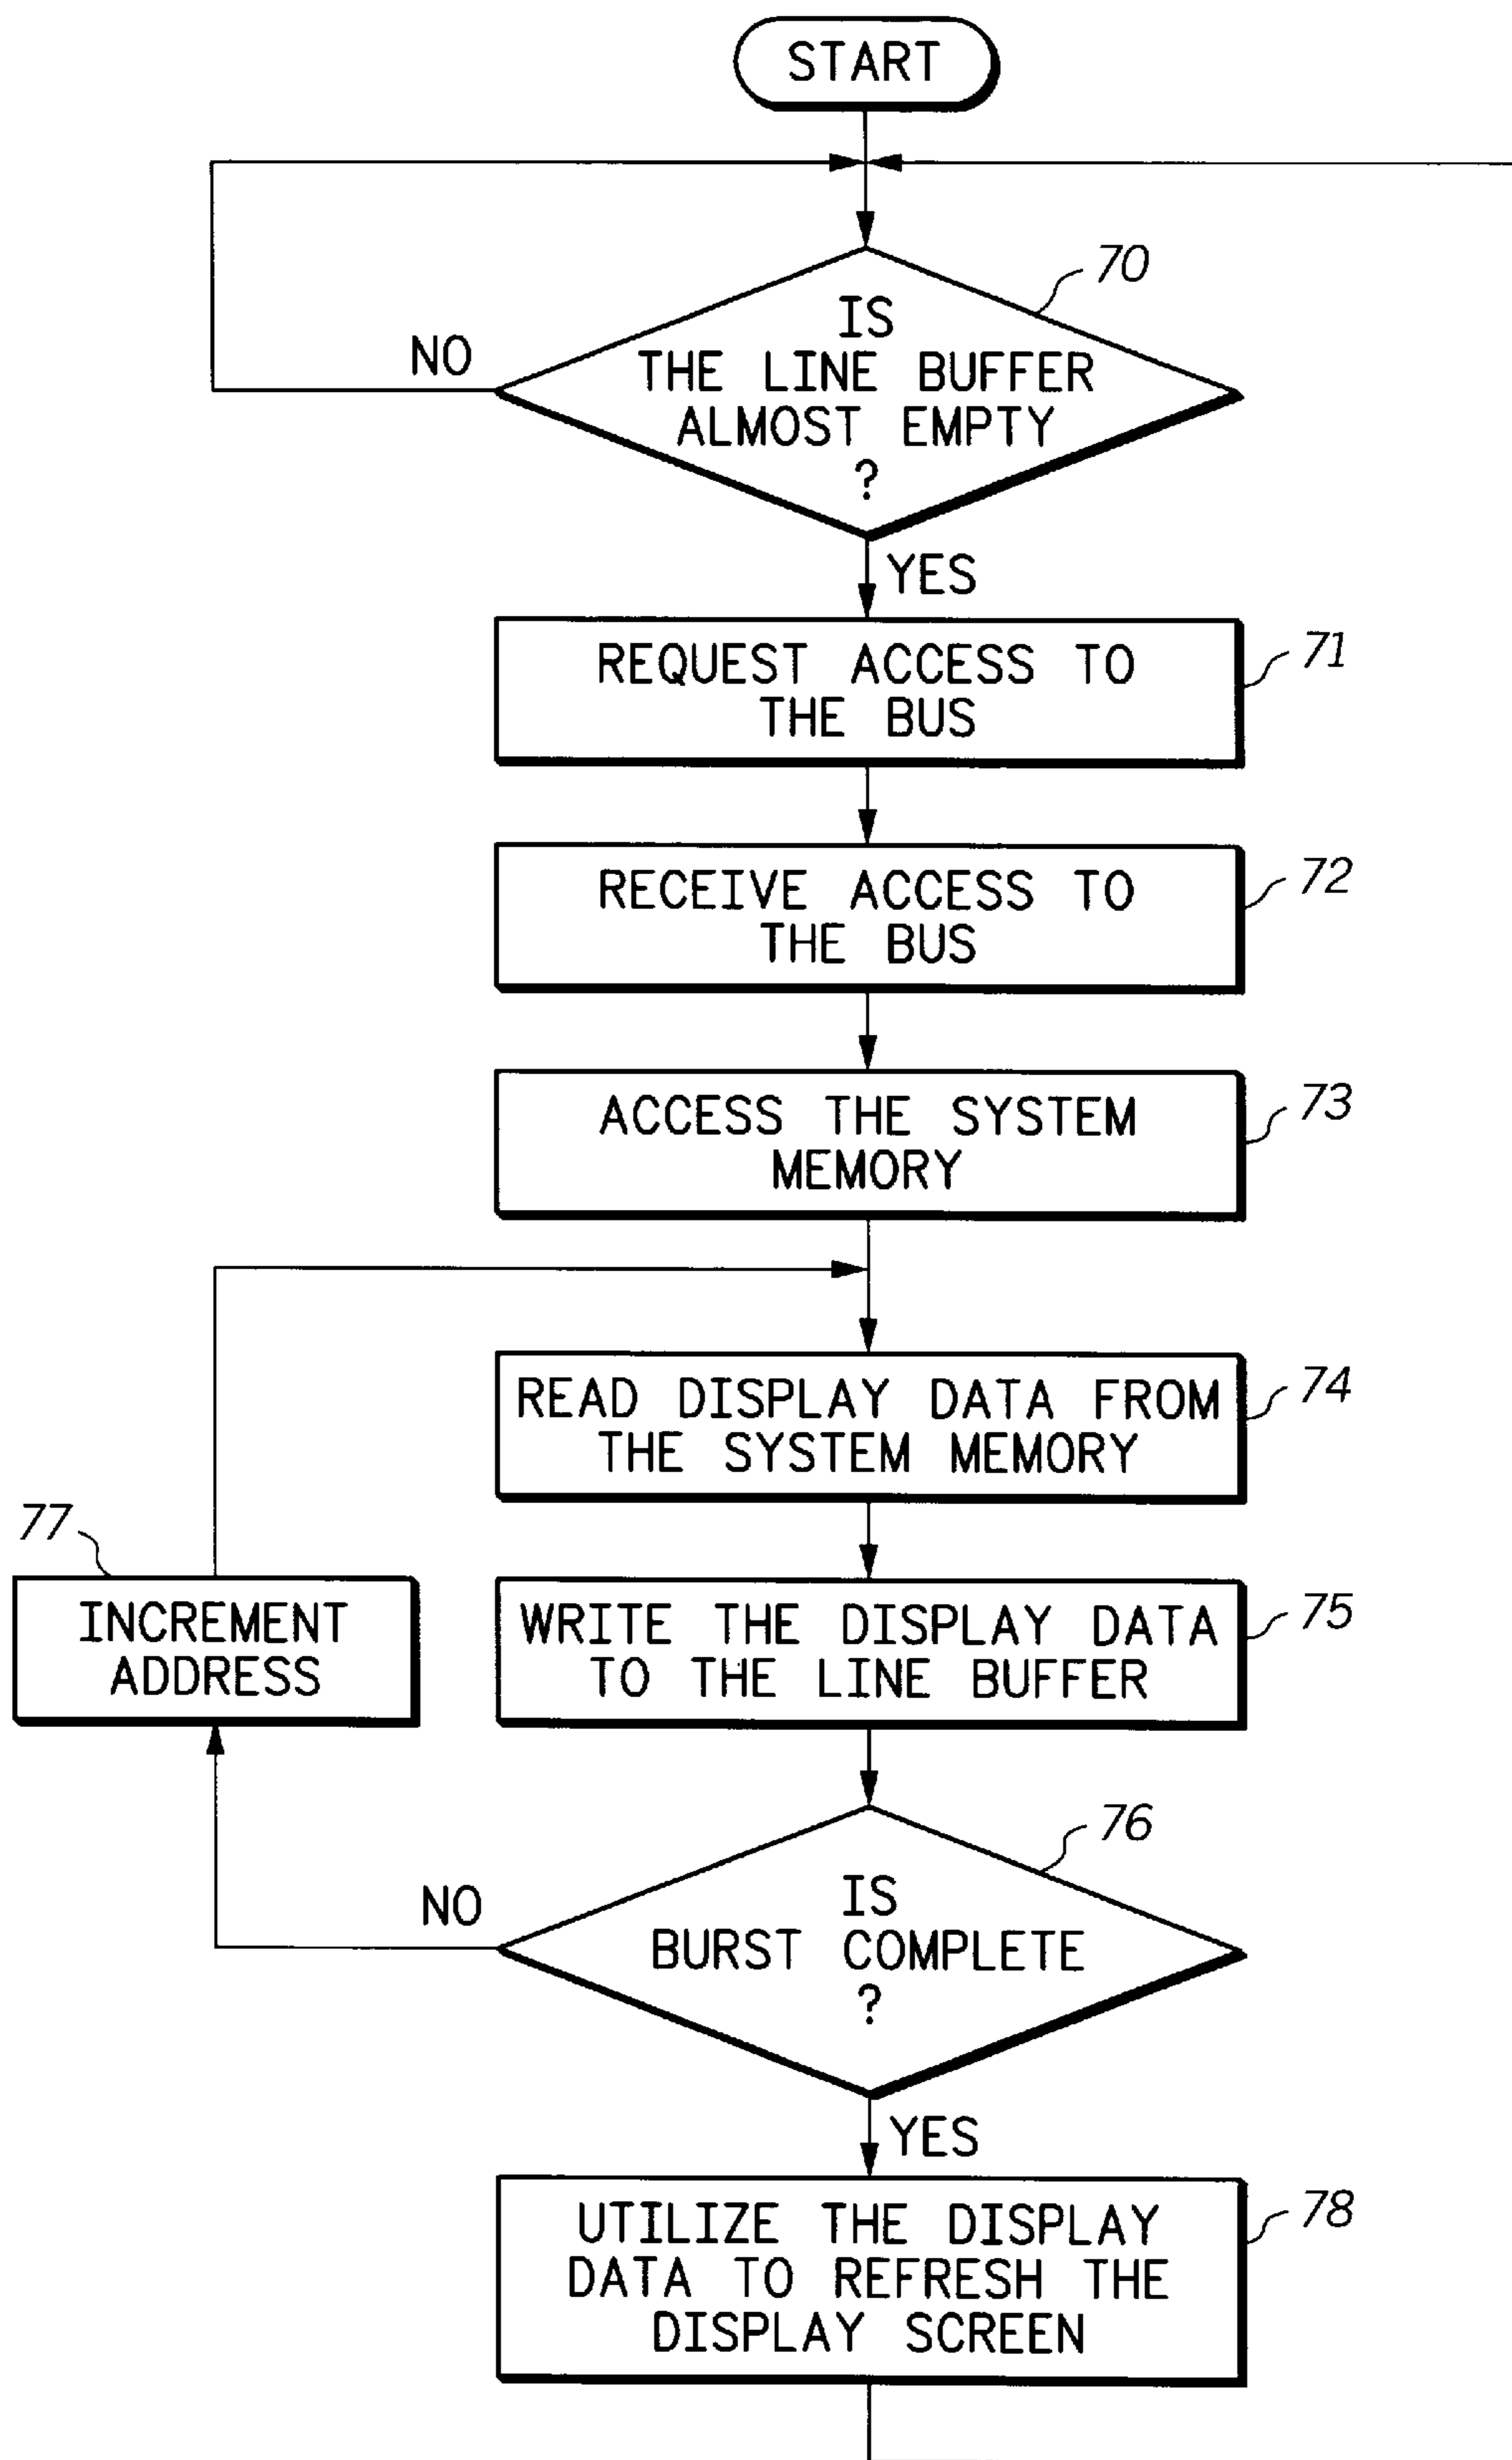 START
70
IS
THE LINE BUFFER
ALMOST EMPTY
?
NO
YES
REQUEST ACCESS TO
THE BUS
71
RECEIVE ACCESS TO
THE BUS
72
ACCESS THE SYSTEM
MEMORY
73
READ DISPLAY DATA FROM
THE SYSTEM MEMORY
74
77
INCREMENT
ADDRESS
WRITE THE DISPLAY DATA
TO THE LINE BUFFER
75
76
IS
BURST COMPLETE
?
NO
YES
UTILIZE THE DISPLAY
DATA TO REFRESH THE
DISPLAY SCREEN
78